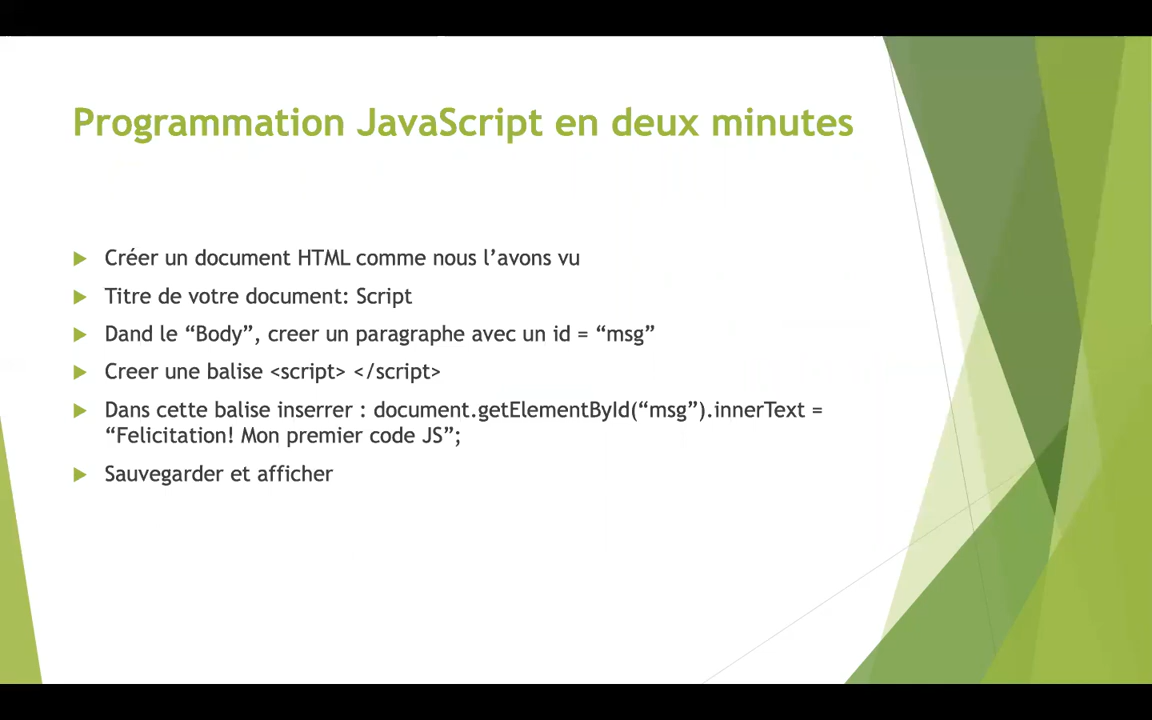 Programmation JavaScript en deux minutes
Créer un document HTML comme nous l’avons vu
Titre de votre document: Script
Dand le “Body”, creer un paragraphe avec un id = “msg”
Creer une balise <script> </script>
Dans cette balise inserrer : document.getElementById(“msg”).innerText =
“Felicitation! Mon premier code JS”;
Sauvegarder et afficher